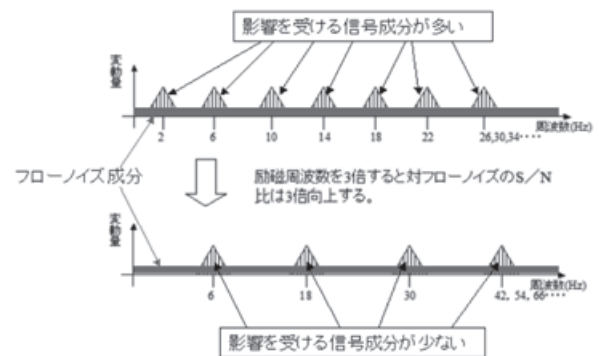 影響を受ける信号成分が多い
変動量
2 6 10 14 18 22 26,30,34‥‥
周波数(Hz)
フローノイズ成分
励磁周波数を3倍すると対フローノイズのS/N
比は3倍向上する。
変動量
6 18 30 42, 54, 66‥‥
周波数(Hz)
影響を受ける信号成分が少ない